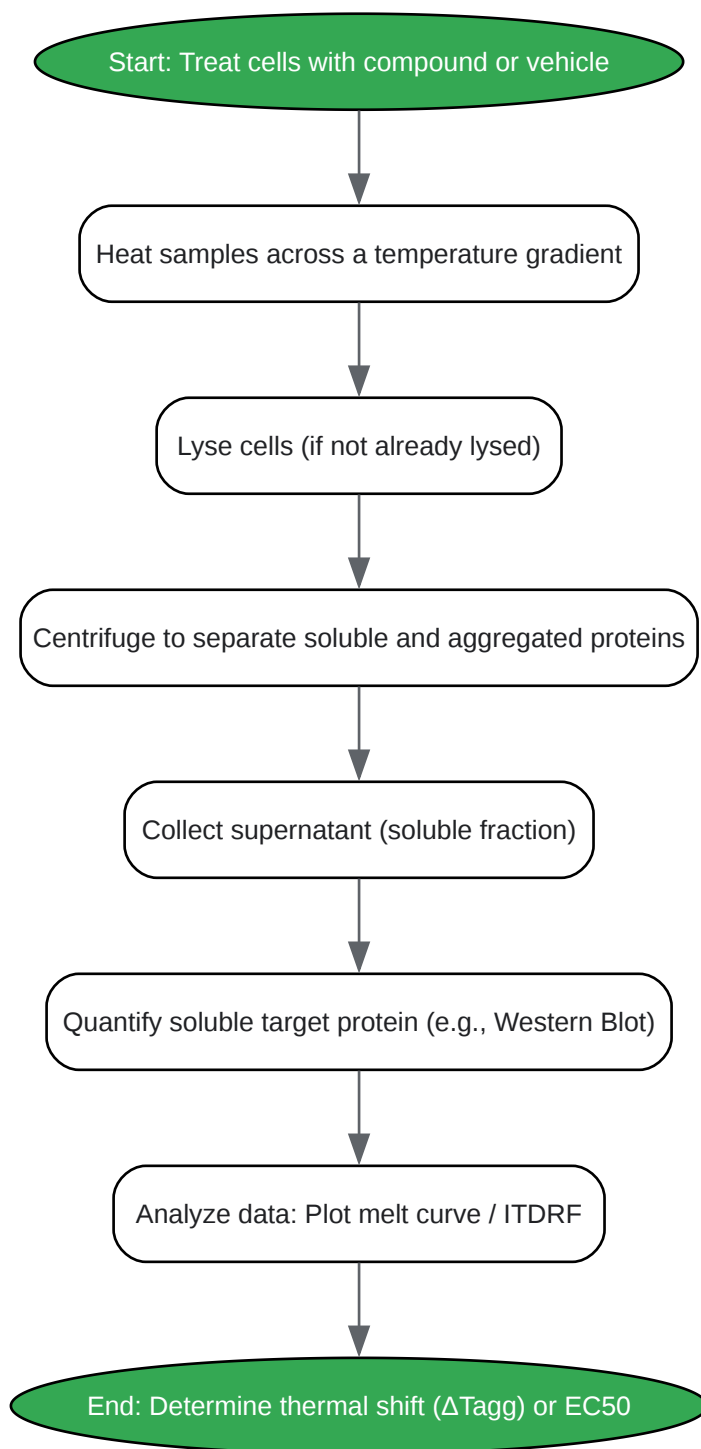 Start: Treat cells with compound or vehicle
Heat samples across a temperature gradient
Lyse cells (if not already lysed)
Centrifuge to separate soluble and aggregated proteins
Collect supernatant (soluble fraction)
Quantify soluble target protein (e.g., Western Blot)
Analyze data: Plot melt curve / ITDRF
End: Determine thermal shift (ΔTagg) or EC50